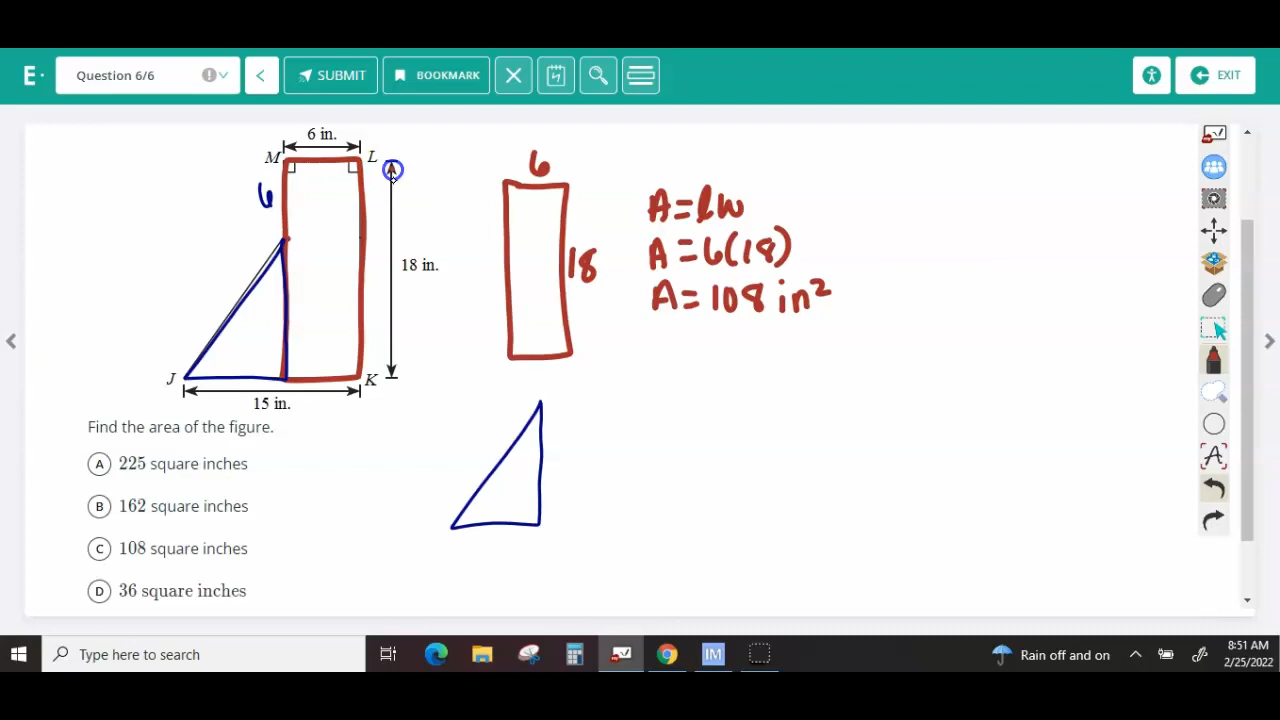 E·
Question 6/6
SUBMIT
BOOKMARK
EXIT
6 in.
M
L
6
18 in.
J
K
15 in.
6
18
A = lw
A = 6(18)
A = 108 in²
Find the area of the figure.
A 225 square inches
B 162 square inches
C 108 square inches
D 36 square inches
A
Type here to search
IM
Rain off and on
8:51 AM
2/25/2022